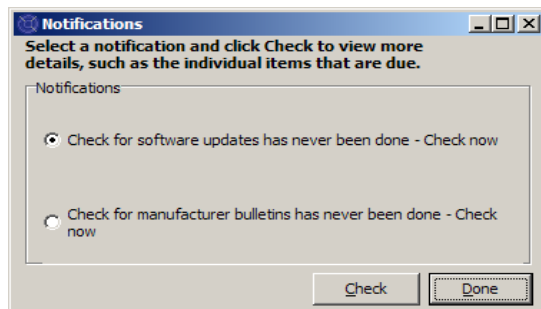 Notifications
Select a notification and click Check to view more
details, such as the individual items that are due.
Notifications
Check for software updates has never been done - Check now
Check for manufacturer bulletins has never been done - Check
now
Check
Done